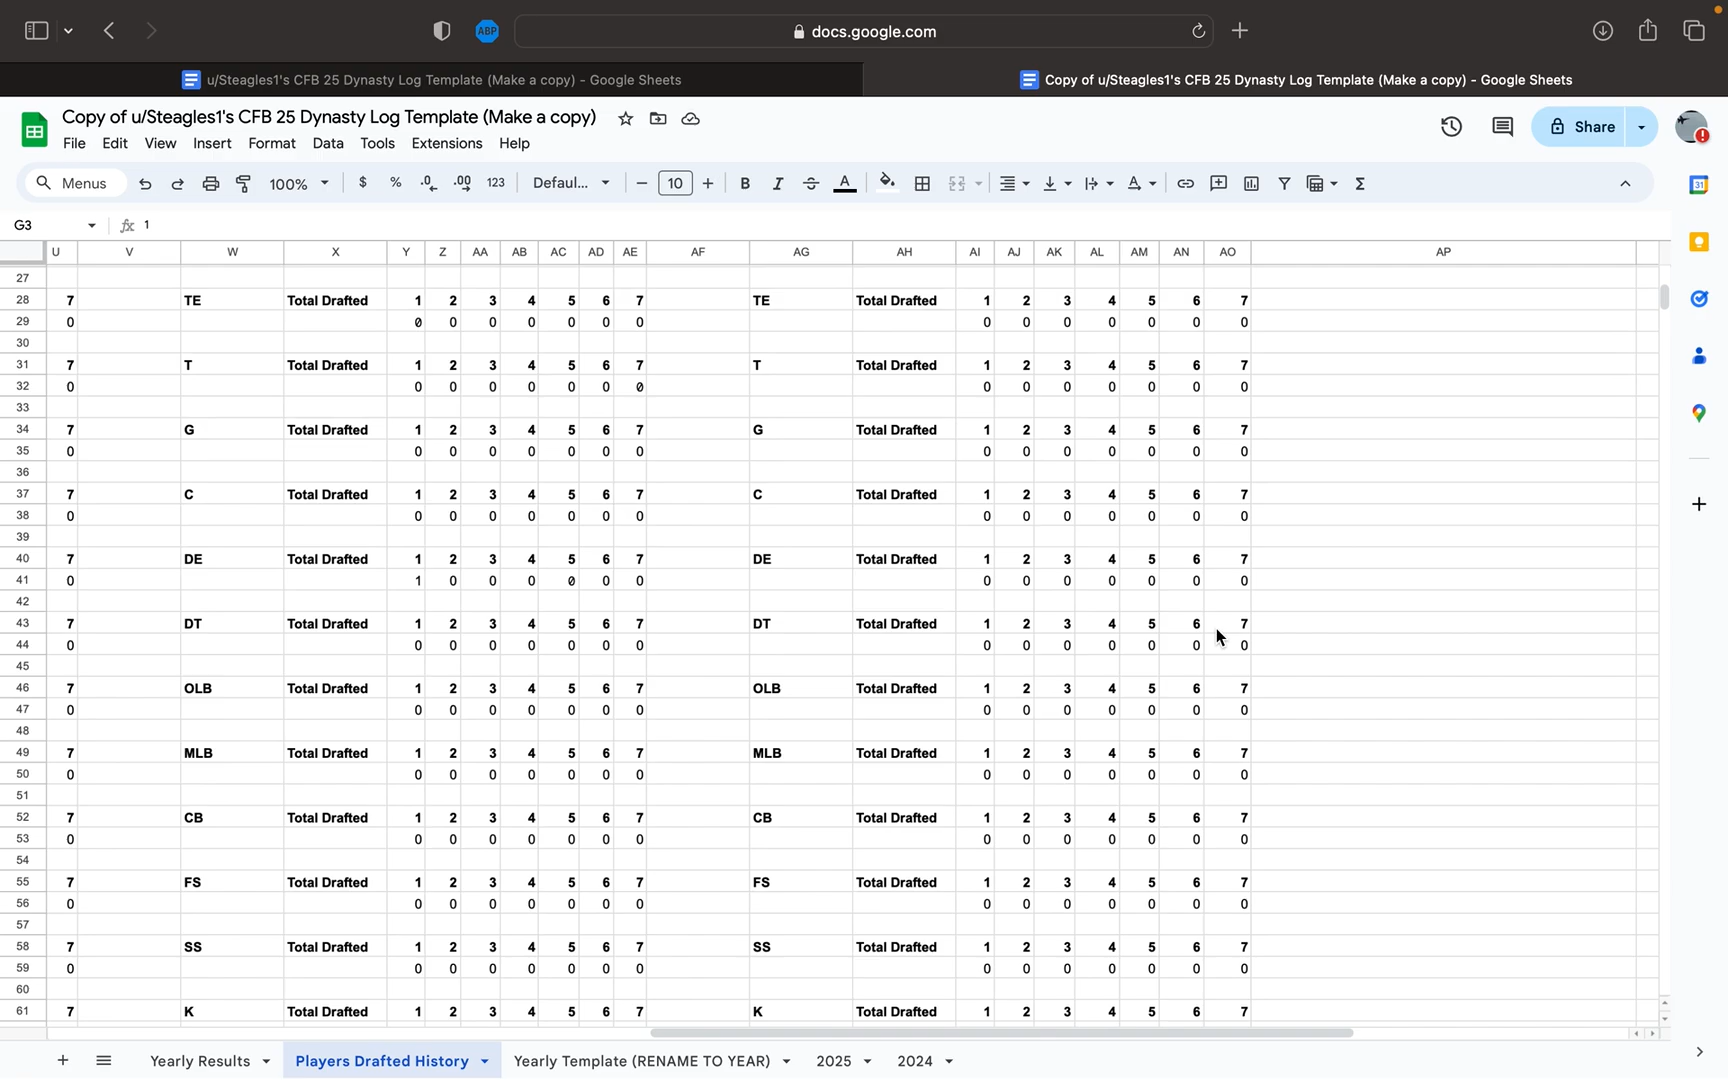 ABP
docs.google.com
u/Steagles1's CFB 25 Dynasty Log Template (Make a copy) - Google Sheets
Copy of u/Steagles1's CFB 25 Dynasty Log Template (Make a copy) - Google Sheets
Copy of u/Steagles1's CFB 25 Dynasty Log Template (Make a copy)
File Edit View Insert Format Data Tools Extensions Help
Share
Menus 100% $ % .0 .00 123 Defaul... 10 B I S A
G3 fx 1
U V W X Y Z AA AB AC AD AE AF AG AH AI AJ AK AL AM AN AO AP
27
28 7 TE Total Drafted 1 2 3 4 5 6 7 TE Total Drafted 1 2 3 4 5 6 7
29 0 0 0 0 0 0 0 0 0 0 0 0 0 0 0
30
31 7 T Total Drafted 1 2 3 4 5 6 7 T Total Drafted 1 2 3 4 5 6 7
32 0 0 0 0 0 0 0 0 0 0 0 0 0 0 0
33
34 7 G Total Drafted 1 2 3 4 5 6 7 G Total Drafted 1 2 3 4 5 6 7
35 0 0 0 0 0 0 0 0 0 0 0 0 0 0 0
36
37 7 C Total Drafted 1 2 3 4 5 6 7 C Total Drafted 1 2 3 4 5 6 7
38 0 0 0 0 0 0 0 0 0 0 0 0 0 0 0
39
40 7 DE Total Drafted 1 2 3 4 5 6 7 DE Total Drafted 1 2 3 4 5 6 7
41 0 1 0 0 0 0 0 0 0 0 0 0 0 0 0
42
43 7 DT Total Drafted 1 2 3 4 5 6 7 DT Total Drafted 1 2 3 4 5 6 7
44 0 0 0 0 0 0 0 0 0 0 0 0 0 0 0
45
46 7 OLB Total Drafted 1 2 3 4 5 6 7 OLB Total Drafted 1 2 3 4 5 6 7
47 0 0 0 0 0 0 0 0 0 0 0 0 0 0 0
48
49 7 MLB Total Drafted 1 2 3 4 5 6 7 MLB Total Drafted 1 2 3 4 5 6 7
50 0 0 0 0 0 0 0 0 0 0 0 0 0 0 0
51
52 7 CB Total Drafted 1 2 3 4 5 6 7 CB Total Drafted 1 2 3 4 5 6 7
53 0 0 0 0 0 0 0 0 0 0 0 0 0 0 0
54
55 7 FS Total Drafted 1 2 3 4 5 6 7 FS Total Drafted 1 2 3 4 5 6 7
56 0 0 0 0 0 0 0 0 0 0 0 0 0 0 0
57
58 7 SS Total Drafted 1 2 3 4 5 6 7 SS Total Drafted 1 2 3 4 5 6 7
59 0 0 0 0 0 0 0 0 0 0 0 0 0 0 0
60
61 7 K Total Drafted 1 2 3 4 5 6 7 K Total Drafted 1 2 3 4 5 6 7
Yearly Results Players Drafted History Yearly Template (RENAME TO YEAR) 2025 2024